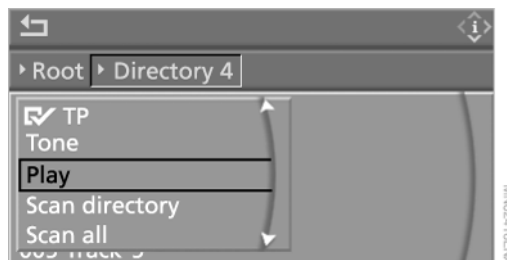 i
Root Directory 4
TP
Tone
Play
Scan directory
Scan all